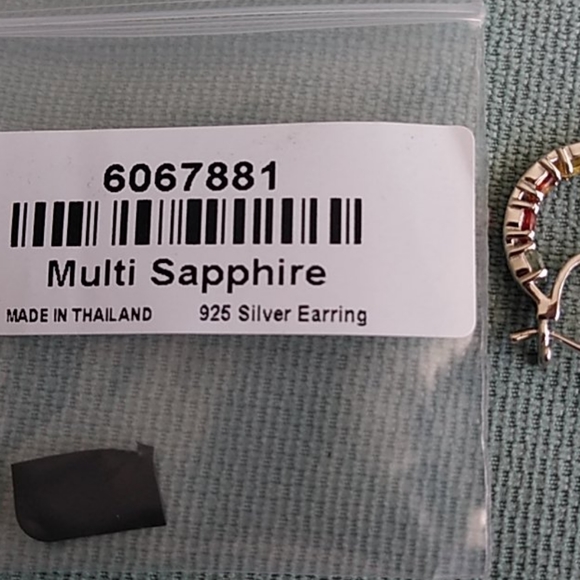 6067881
Multi Sapphire
MADE IN THAILAND 925 Silver Earring